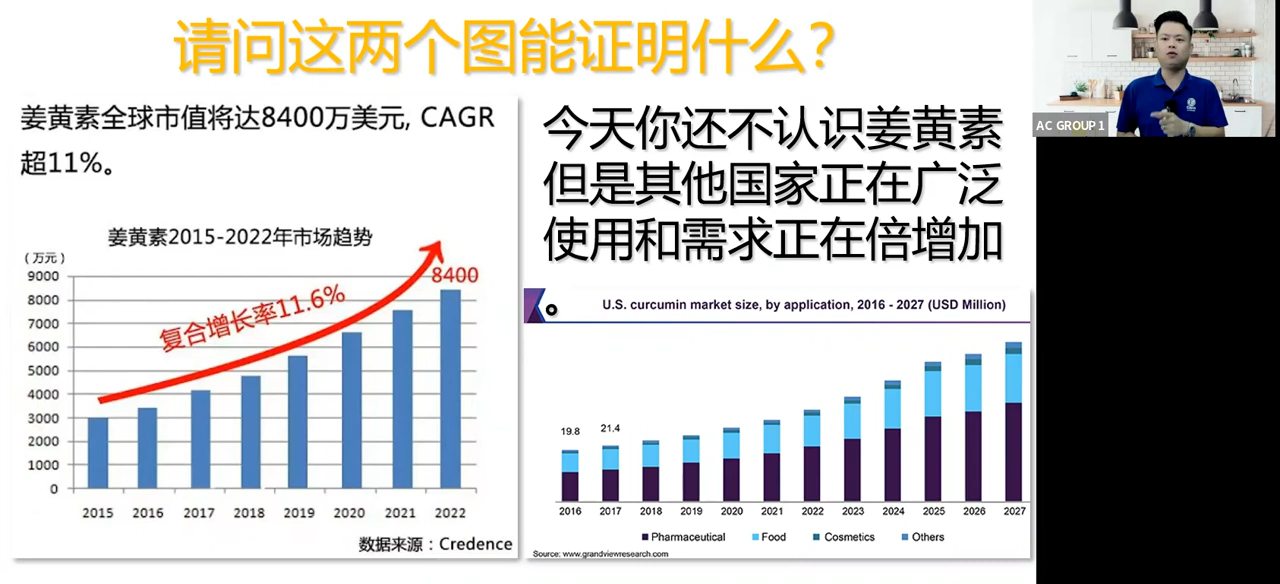 请问这两个图能证明什么?
姜黄素全球市值将达8400万美元, CAGR
超11%。
姜黄素2015-2022年市场趋势
(万元)
9000
8000
7000
6000
5000
4000
3000
2000
1000
0
复合增长率11.6%
8400
2015 2016 2017 2018 2019 2020 2021 2022
数据来源:Credence
今天你还不认识姜黄素
但是其他国家正在广泛
使用和需求正在倍增加
U.S. curcumin market size, by application, 2016 - 2027 (USD Million)
19.8 21.4
2016 2017 2018 2019 2020 2021 2022 2023 2024 2025 2026 2027
Pharmaceutical Food Cosmetics Others
Source: www.grandviewresearch.com
AC GROUP 1